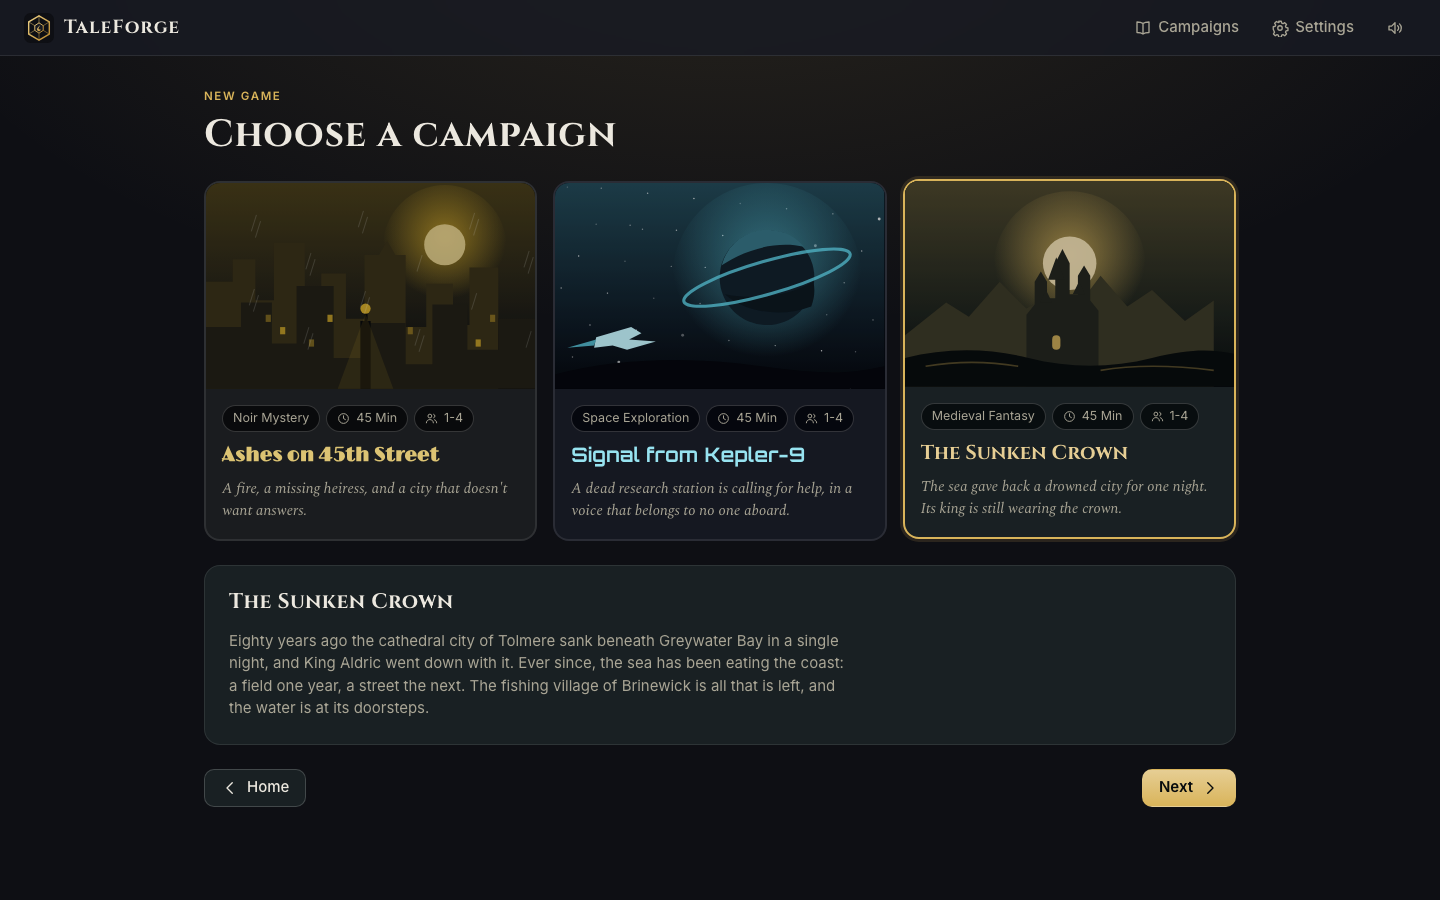 TALEFORGE
Campaigns
Settings
NEW GAME
CHOOSE A CAMPAIGN
Noir Mystery
45 Min
1-4
Ashes on 45th Street
A fire, a missing heiress, and a city that doesn't
want answers.
Space Exploration
45 Min
1-4
Signal from Kepler-9
A dead research station is calling for help, in a
voice that belongs to no one aboard.
Medieval Fantasy
45 Min
1-4
THE SUNKEN CROWN
The sea gave back a drowned city for one night.
Its king is still wearing the crown.
THE SUNKEN CROWN
Eighty years ago the cathedral city of Tolmere sank beneath Greywater Bay in a single
night, and King Aldric went down with it. Ever since, the sea has been eating the coast:
a field one year, a street the next. The fishing village of Brinewick is all that is left, and
the water is at its doorsteps.
Home
Next